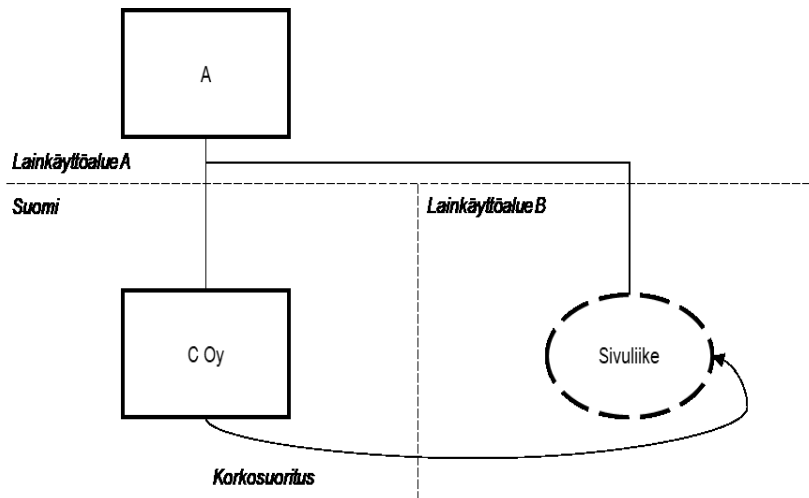 A
Lainkäyttöalue A
Suomi
Lainkäyttöalue B
C Oy
Sivuliike
Korkosuoritus